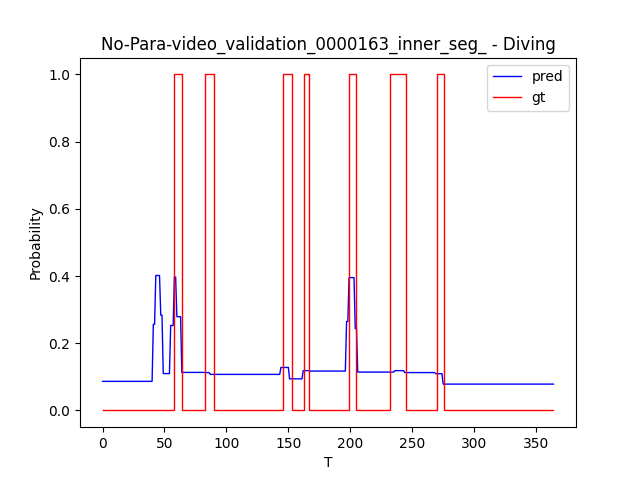 No-Para-video_validation_0000163_inner_seg_ - Diving
1.0
0.8
0.6
0.4
0.2
0.0
Probability
pred
gt
0 50 100 150 200 250 300 350
T